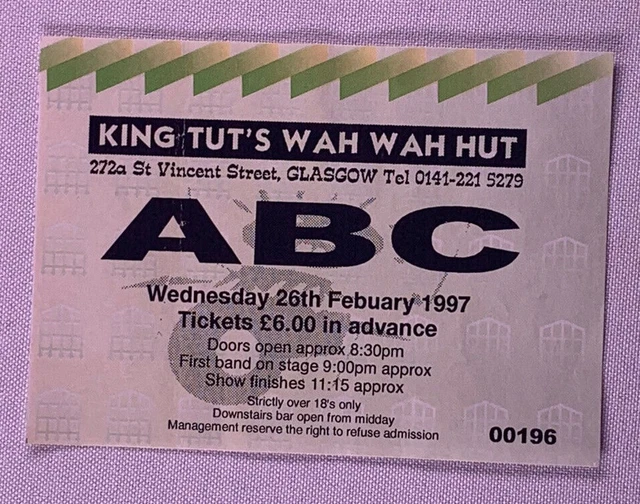 KING TUT'S WAH WAH HUT
272a St Vincent Street, GLASGOW Tel 0141-221 5279
ABC
Wednesday 26th Febuary 1997
Tickets £6.00 in advance
Doors open approx 8:30pm
First band on stage 9:00pm approx
Show finishes 11:15 approx
Strictly over 18's only
Downstairs bar open from midday
Management reserve the right to refuse admission
00196